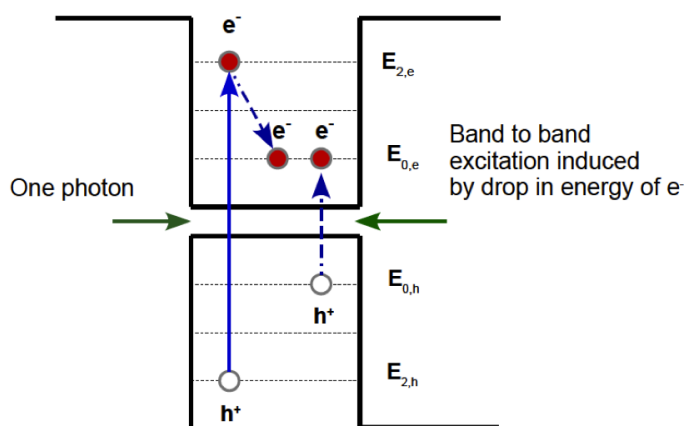 e-
E2,e
e- e-
E0,e
One photon
Band to band
excitation induced
by drop in energy of e-
E0,h
h+
E2,h
h+